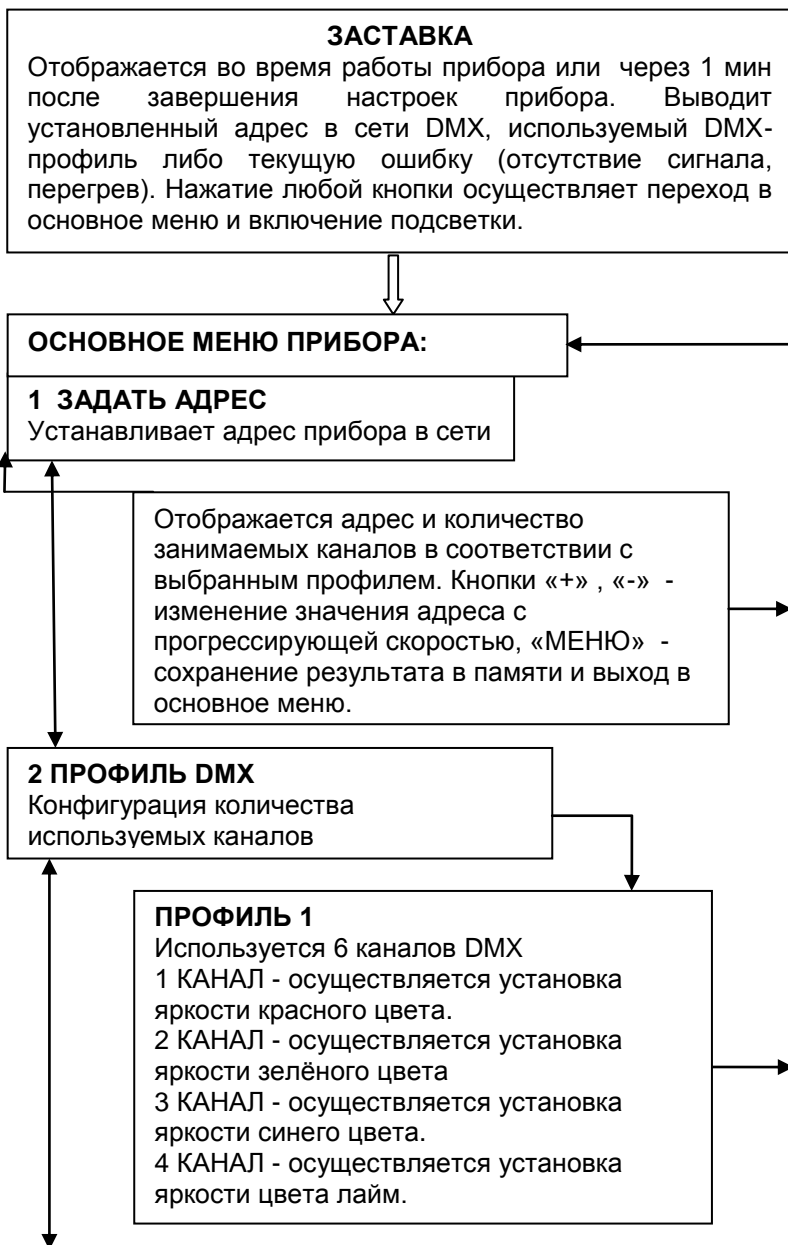 ЗАСТАВКА
Отображается во время работы прибора или через 1 мин
после завершения настроек прибора. Выводит
установленный адрес в сети DMX, используемый DMX-
профиль либо текущую ошибку (отсутствие сигнала,
перегрев). Нажатие любой кнопки осуществляет переход в
основное меню и включение подсветки.
ОСНОВНОЕ МЕНЮ ПРИБОРА:
1 ЗАДАТЬ АДРЕС
Устанавливает адрес прибора в сети
Отображается адрес и количество
занимаемых каналов в соответствии с
выбранным профилем. Кнопки «+» , «-» -
изменение значения адреса с
прогрессирующей скоростью, «МЕНЮ» -
сохранение результата в памяти и выход в
основное меню.
2 ПРОФИЛЬ DMX
Конфигурация количества
используемых каналов
ПРОФИЛЬ 1
Используется 6 каналов DMX
1 КАНАЛ - осуществляется установка
яркости красного цвета.
2 КАНАЛ - осуществляется установка
яркости зелёного цвета
3 КАНАЛ - осуществляется установка
яркости синего цвета.
4 КАНАЛ - осуществляется установка
яркости цвета лайм.